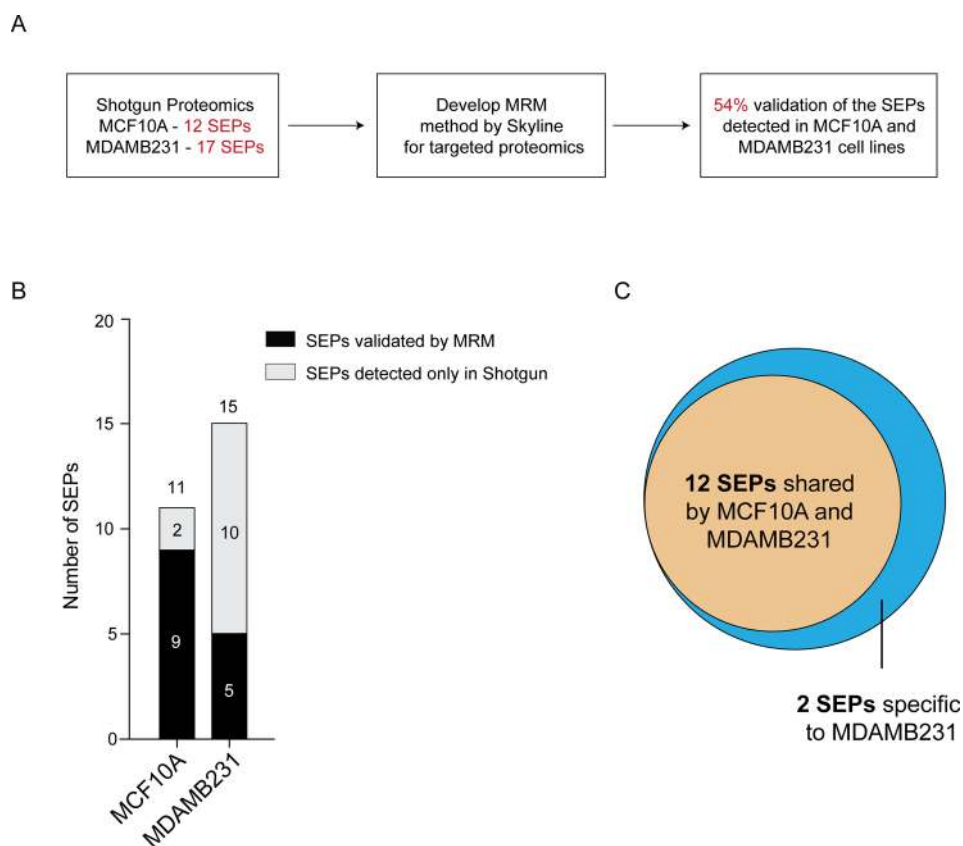 A
Shotgun Proteomics
MCF10A - 12 SEPs
MDAMB231 - 17 SEPs
Develop MRM
method by Skyline
for targeted proteomics
54% validation of the SEPs
detected in MCF10A and
MDAMB231 cell lines
B
SEPs validated by MRM
SEPs detected only in Shotgun
Number of SEPs
20
15
10
5
0
11
2
9
15
10
5
MCF10A
MDAMB231
C
12 SEPs shared
by MCF10A and
MDAMB231
2 SEPs specific
to MDAMB231